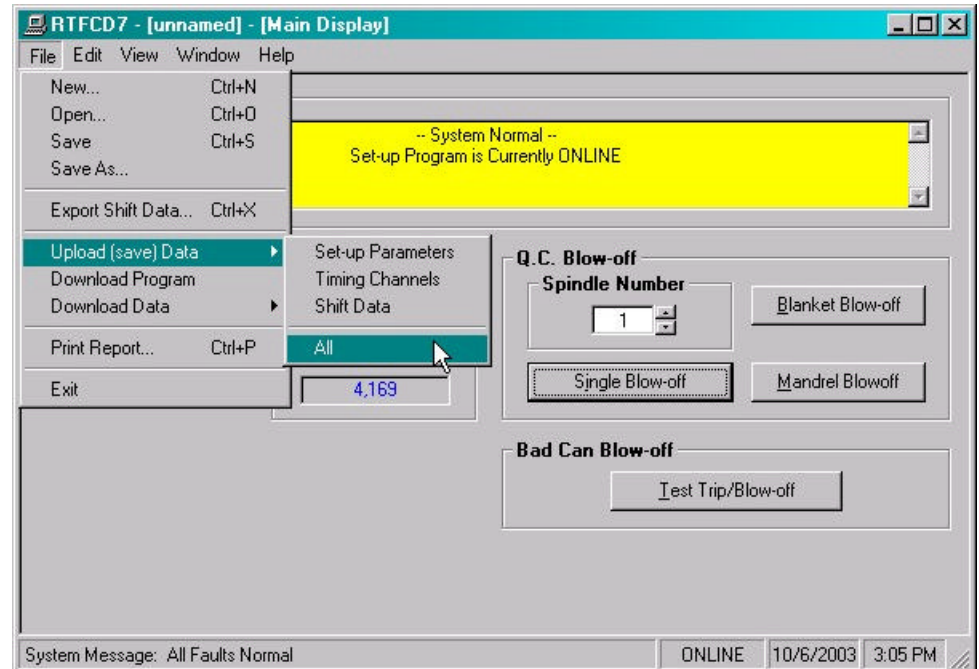 RTFCD7 - [unnamed] - [Main Display]
File Edit View Window Help
New... Ctrl+N
Open... Ctrl+O
Save Ctrl+S
Save As...
Export Shift Data... Ctrl+X
Upload (save) Data
Download Program
Download Data
Print Report... Ctrl+P
Exit
Set-up Parameters
Timing Channels
Shift Data
All
-- System Normal --
Set-up Program is Currently ONLINE
4,169
Q.C. Blow-off
Spindle Number
1
Blanket Blow-off
Single Blow-off
Mandrel Blowoff
Bad Can Blow-off
Test Trip/Blow-off
System Message: All Faults Normal
ONLINE 10/6/2003 3:05 PM